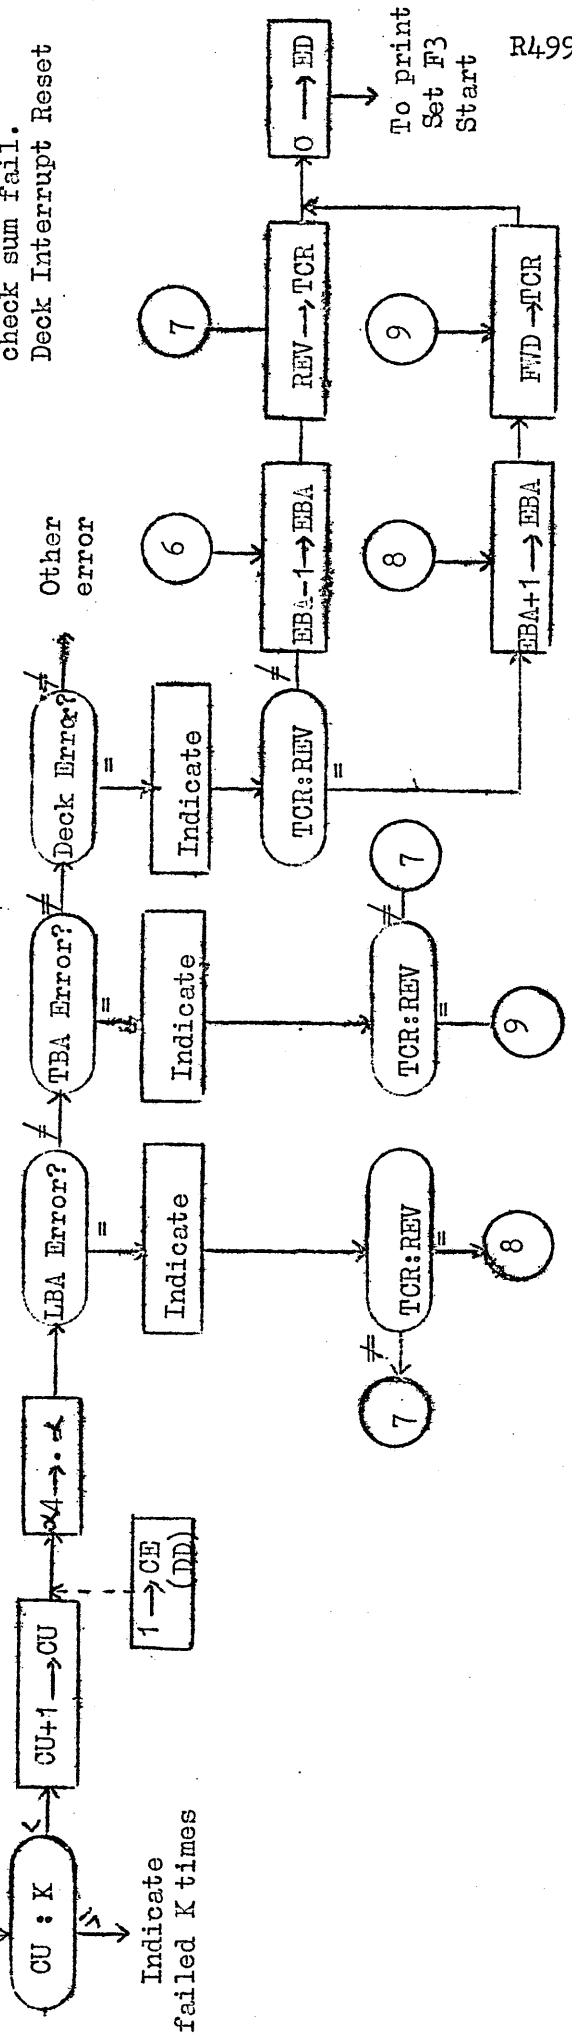 check sum fail.
Deck Interrupt Reset
R499
CU : K
<
⩾
Indicate
failed K times
CU+1 → CU
1 → CE
(DD)
α4 → . α
LBA Error?
≠
=
Indicate
TCR:REV
≠
7
=
8
TBA Error?
≠
=
Indicate
TCR:REV
≠
7
=
9
Deck Error?
≠
Other
error
=
Indicate
TCR:REV
≠
=
6
EBA-1 → EBA
7
REV → TCR
8
EBA+1 → EBA
9
FWD → TCR
O → ED
To print
Set F3
Start